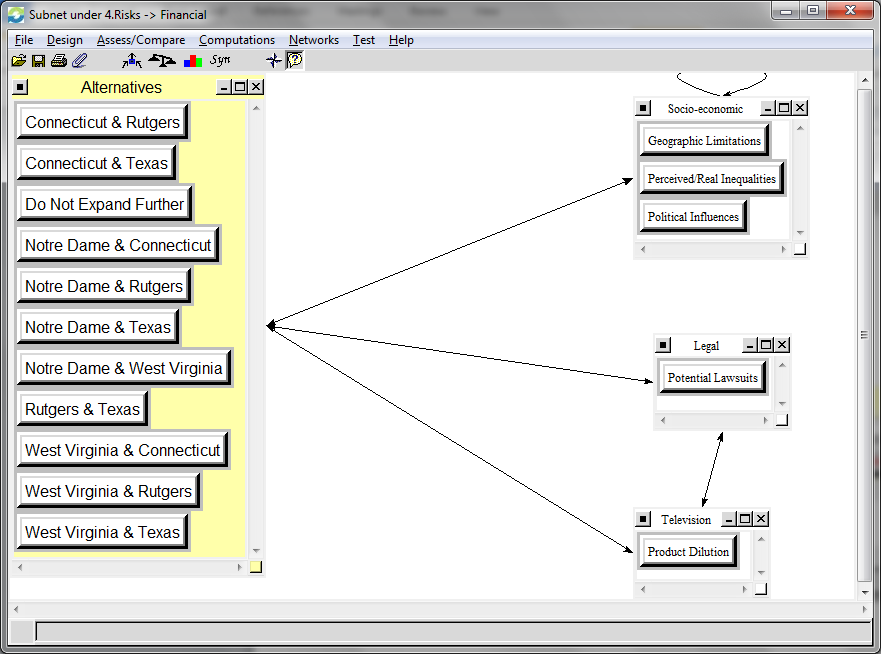 Subnet under 4.Risks -> Financial
File Design Assess/Compare Computations Networks Test Help
Syn
Alternatives
Connecticut & Rutgers
Connecticut & Texas
Do Not Expand Further
Notre Dame & Connecticut
Notre Dame & Rutgers
Notre Dame & Texas
Notre Dame & West Virginia
Rutgers & Texas
West Virginia & Connecticut
West Virginia & Rutgers
West Virginia & Texas
Socio-economic
Geographic Limitations
Perceived/Real Inequalities
Political Influences
Legal
Potential Lawsuits
Television
Product Dilution